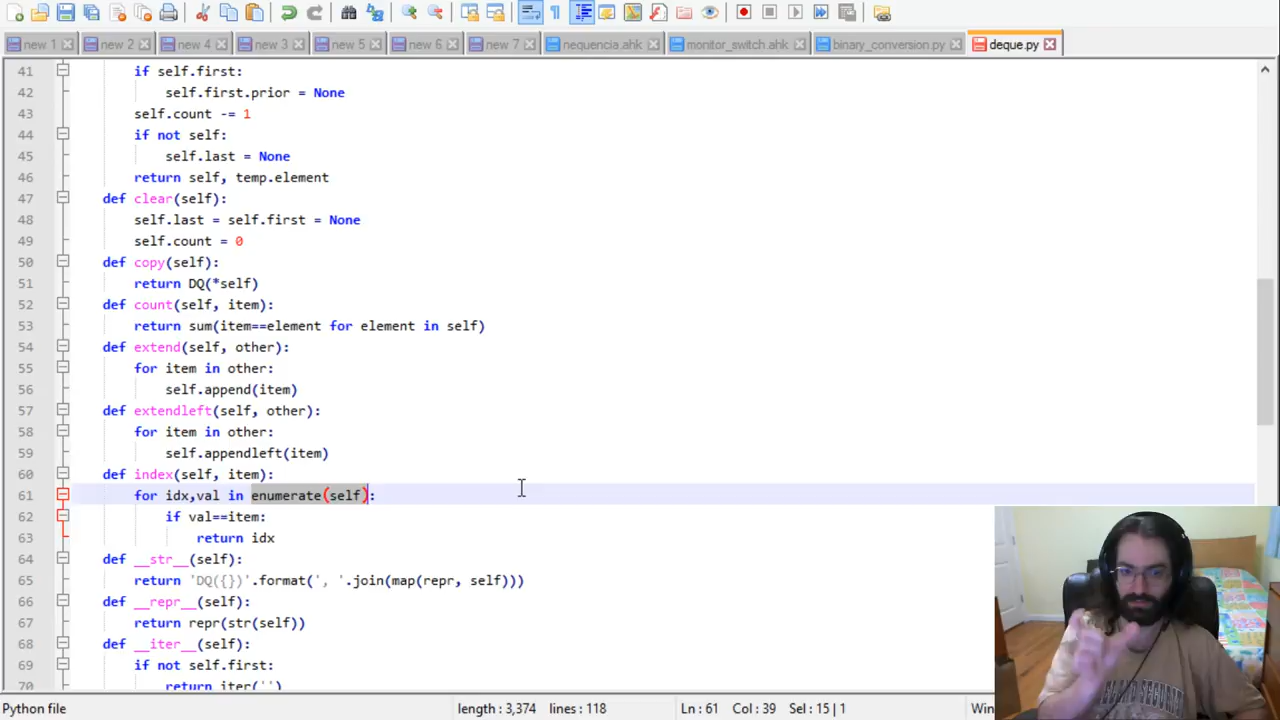 new 1
new 2
new 4
new 3
new 5
new 6
new 7
nequencia.ahk
monitor_switch.ahk
binary_conversion.py
deque.py
41 if self.first:
42 self.first.prior = None
43 self.count -= 1
44 if not self:
45 self.last = None
46 return self, temp.element
47 def clear(self):
48 self.last = self.first = None
49 self.count = 0
50 def copy(self):
51 return DQ(*self)
52 def count(self, item):
53 return sum(item==element for element in self)
54 def extend(self, other):
55 for item in other:
56 self.append(item)
57 def extendleft(self, other):
58 for item in other:
59 self.appendleft(item)
60 def index(self, item):
61 for idx,val in enumerate(self):
62 if val==item:
63 return idx
64 def __str__(self):
65 return 'DQ({})'.format(', '.join(map(repr, self)))
66 def __repr__(self):
67 return repr(str(self))
68 def __iter__(self):
69 if not self.first:
70 return iter('')
Python file
length : 3,374 lines : 118
Ln : 61 Col : 39 Sel : 15 | 1